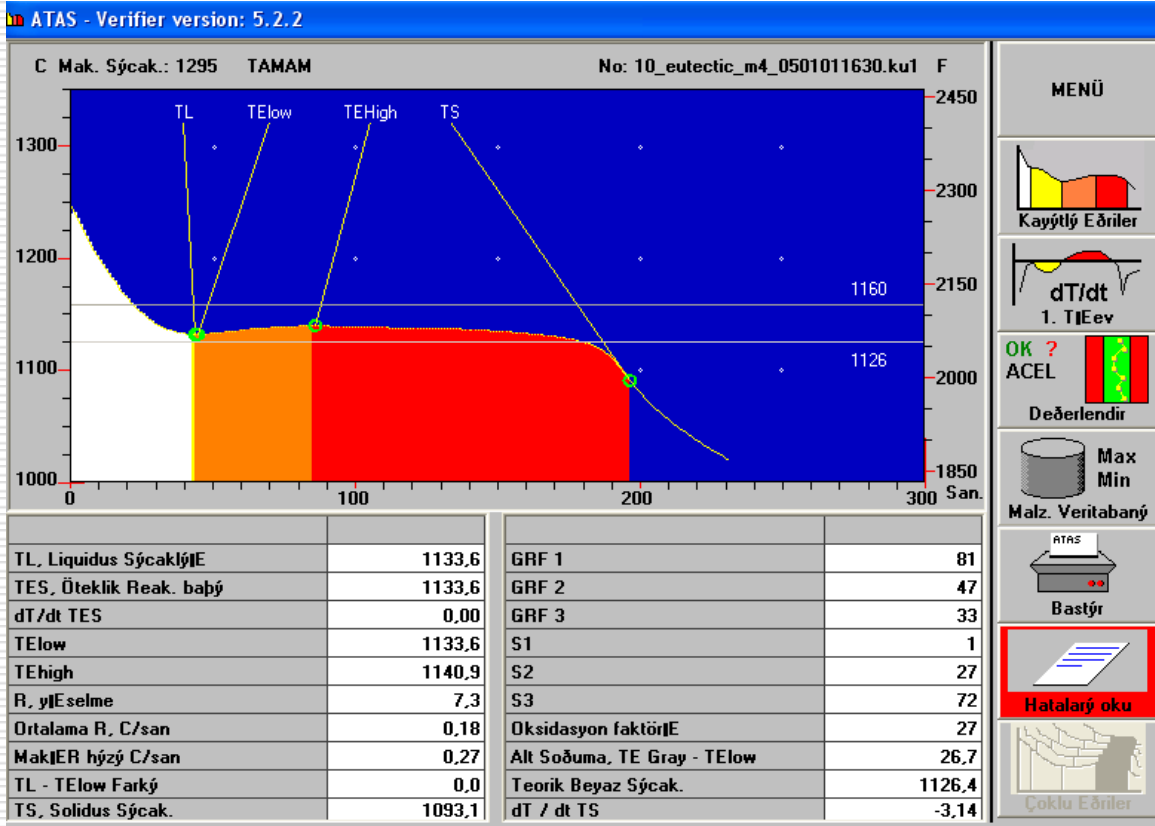 ATAS - Verifier version: 5.2.2
C Mak. Sýcak.: 1295 TAMAM No: 10_eutectic_m4_0501011630.ku1 F
TL TElow TEHigh TS
1300
1200
1100
1000
1160
1126
2450
2300
2150
2000
1850
0 100 200 300 San.
TL, Liquidus Sýcaklý|E 1133,6
TES, Öteklik Reak. baþý 1133,6
dT/dt TES 0,00
TElow 1133,6
TEhigh 1140,9
R, y|Eselme 7,3
Ortalama R, C/san 0,18
Mak|ER hýzý C/san 0,27
TL - TElow Farký 0,0
TS, Solidus Sýcak. 1093,1
GRF 1 81
GRF 2 47
GRF 3 33
S1 1
S2 27
S3 72
Oksidasyon faktör|E 27
Alt Soðuma, TE Gray - TElow 26,7
Teorik Beyaz Sýcak. 1126,4
dT / dt TS -3,14
MENÜ
Kayýtlý Eðriler
dT/dt
1. T|Eev
OK ?
ACEL
Deðerlendir
Max
Min
Malz. Veritabaný
ATAS
Bastýr
Hatalarý oku
Çoklu Eðriler